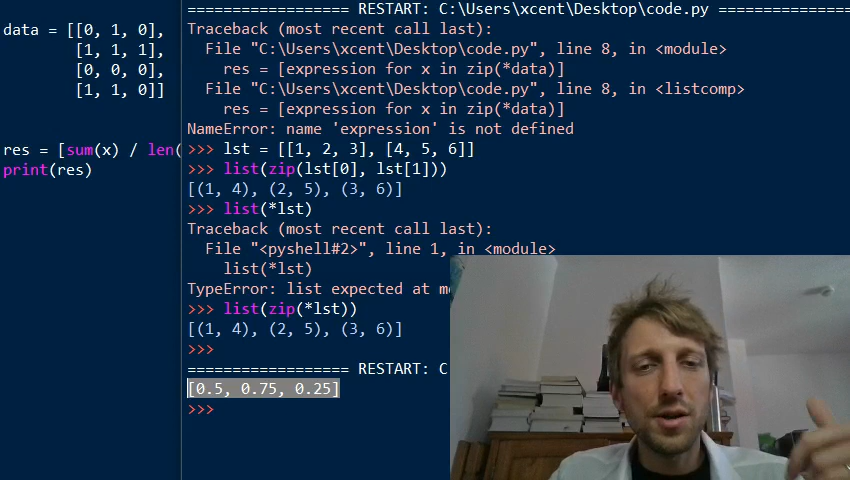 data = [[0, 1, 0],
[1, 1, 1],
[0, 0, 0],
[1, 1, 0]]
res = [sum(x) / len(
print(res)
================== RESTART: C:\Users\xcent\Desktop\code.py ===============
Traceback (most recent call last):
File "C:\Users\xcent\Desktop\code.py", line 8, in <module>
res = [expression for x in zip(*data)]
File "C:\Users\xcent\Desktop\code.py", line 8, in <listcomp>
res = [expression for x in zip(*data)]
NameError: name 'expression' is not defined
>>> lst = [[1, 2, 3], [4, 5, 6]]
>>> list(zip(lst[0], lst[1]))
[(1, 4), (2, 5), (3, 6)]
>>> list(*lst)
Traceback (most recent call last):
File "<pyshell#2>", line 1, in <module>
list(*lst)
TypeError: list expected at m
>>> list(zip(*lst))
[(1, 4), (2, 5), (3, 6)]
>>>
================== RESTART: C
[0.5, 0.75, 0.25]
>>>